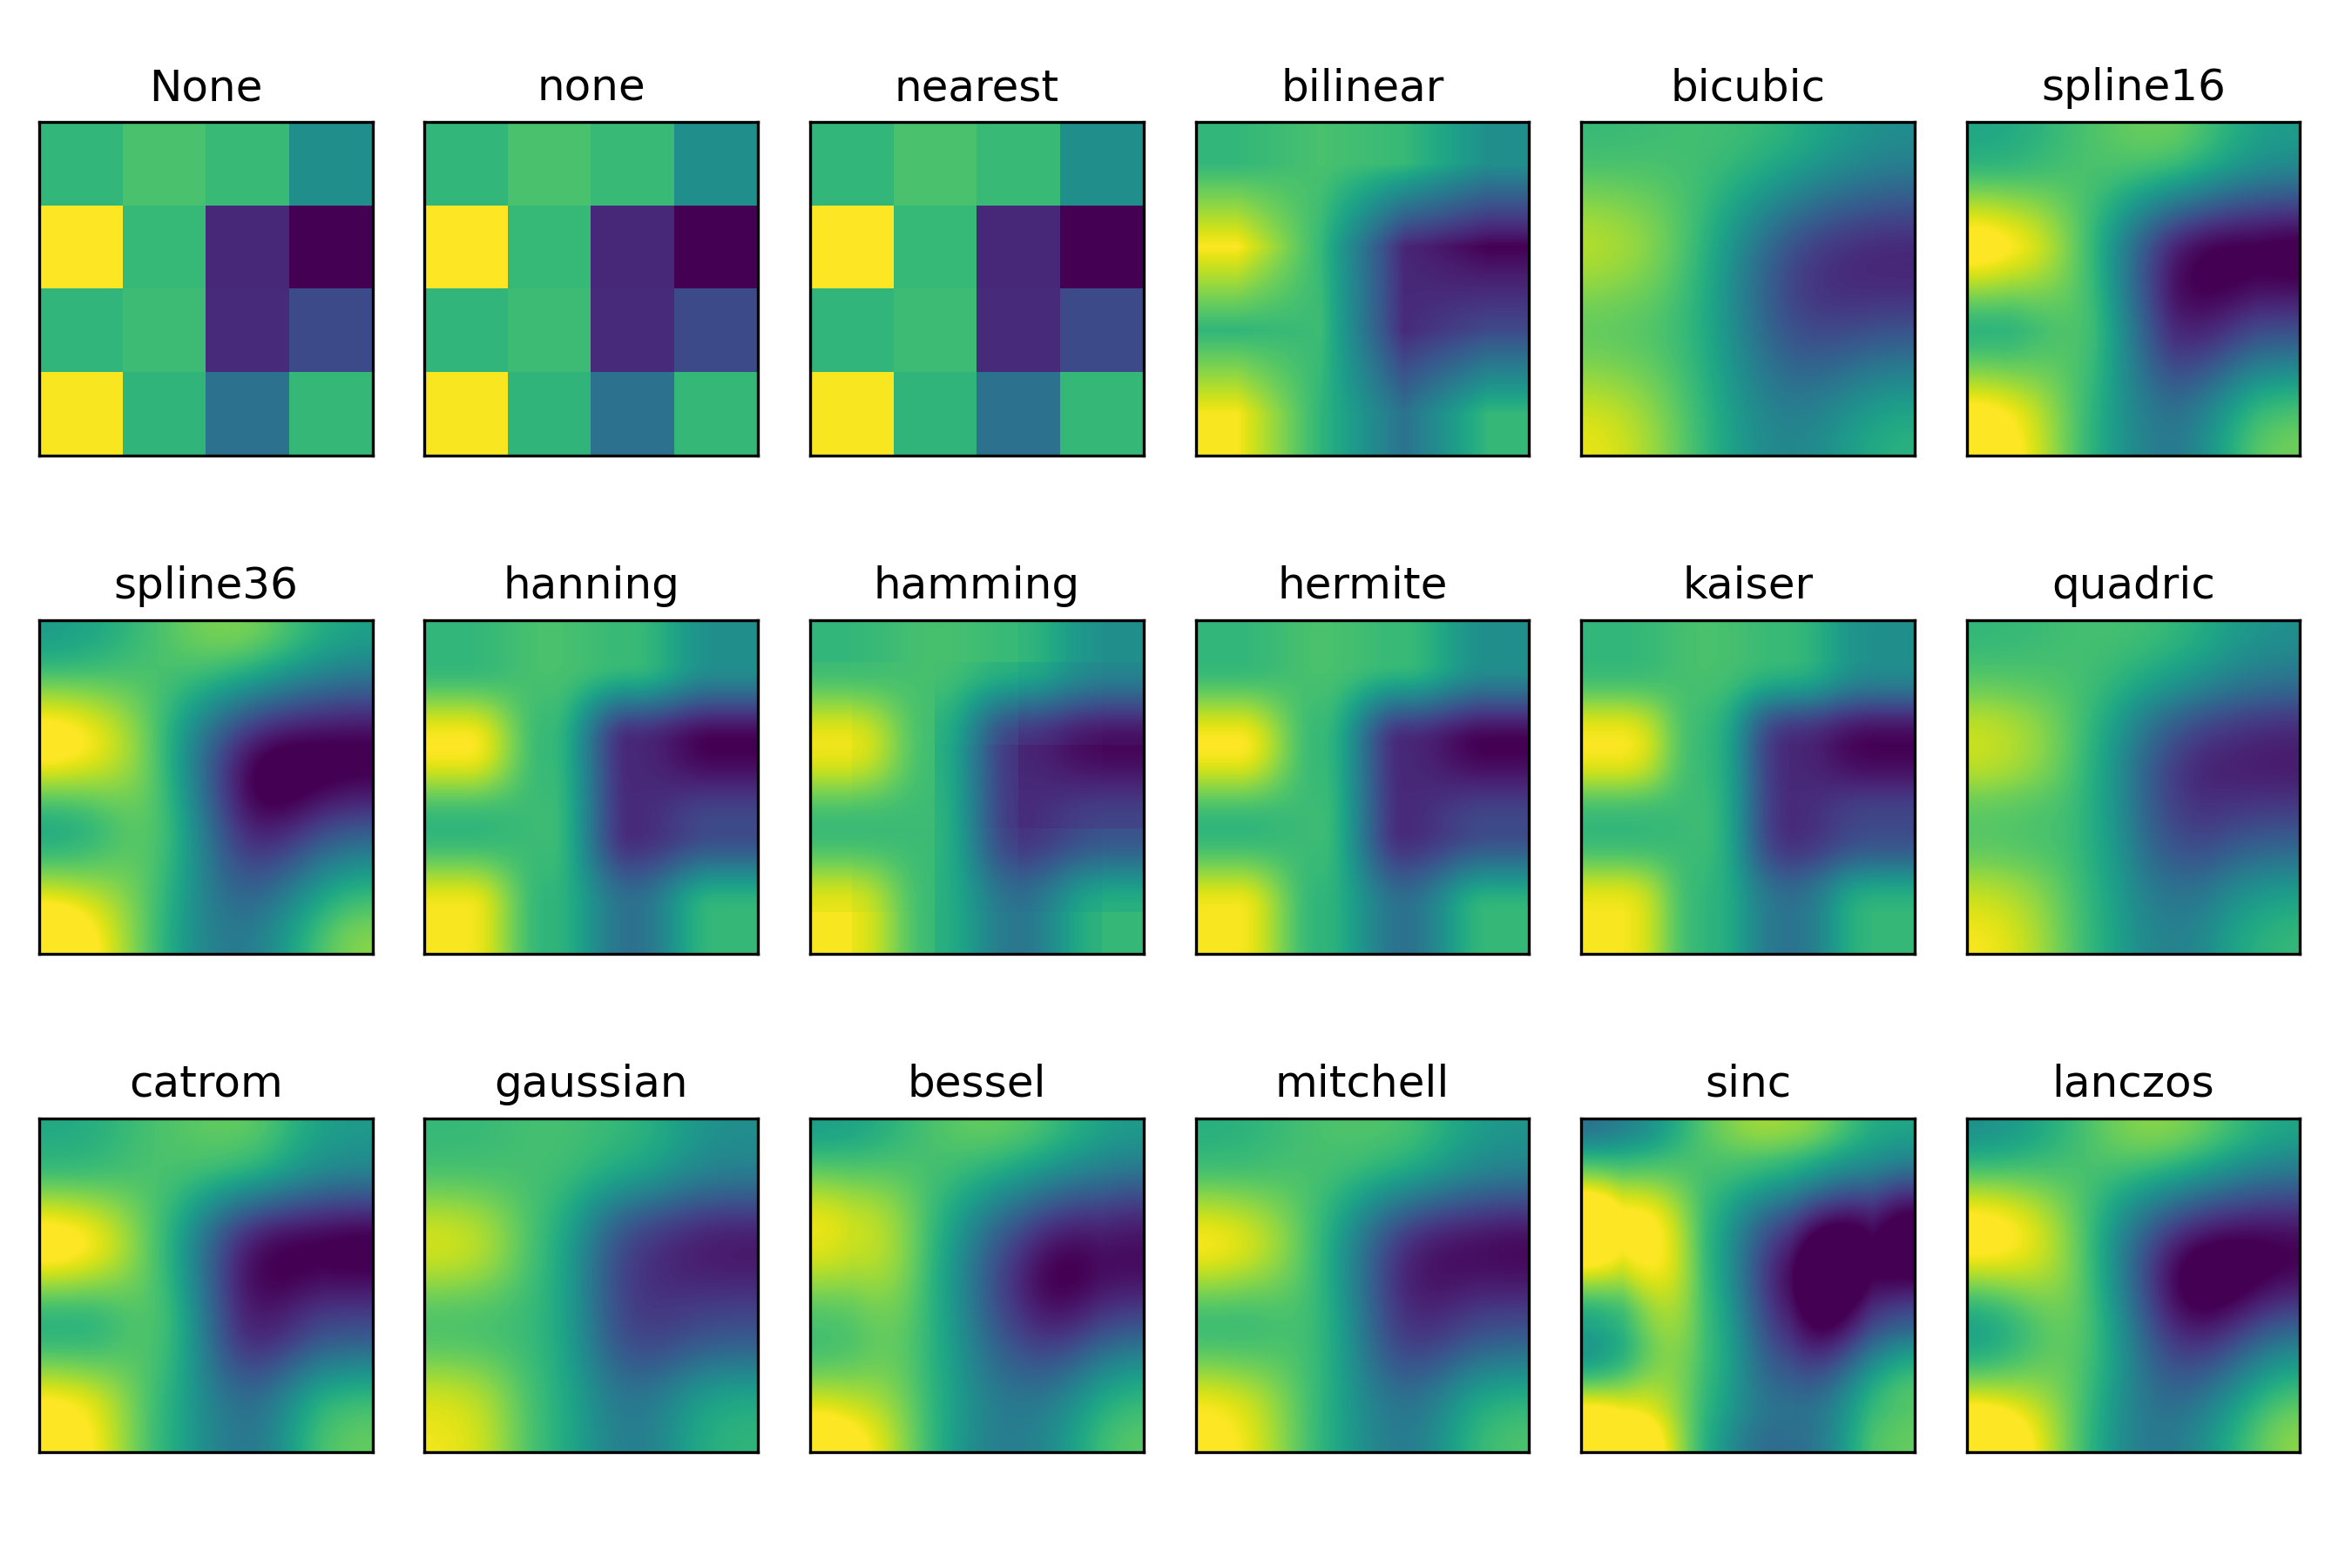 None none nearest bilinear bicubic spline16
spline36 hanning hamming hermite kaiser quadric
catrom gaussian bessel mitchell sinc lanczos